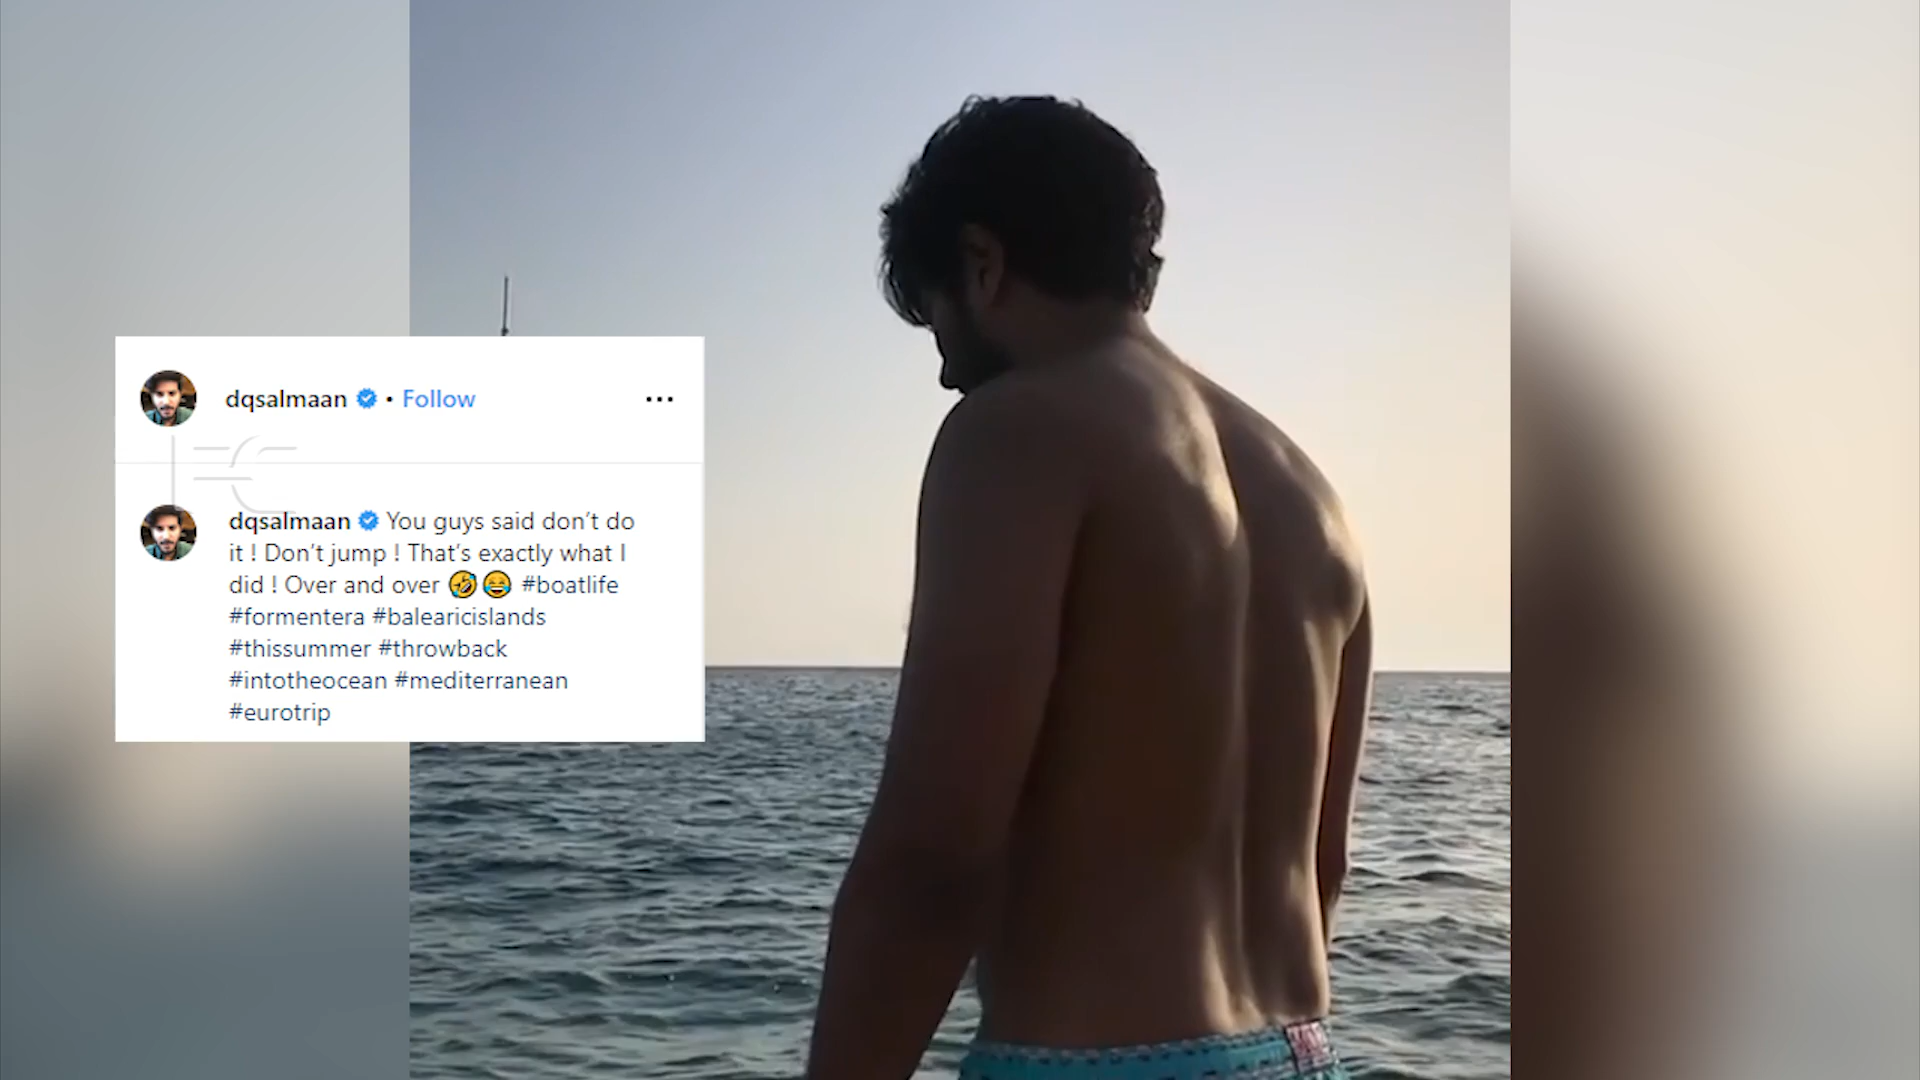 dqsalmaan • Follow
dqsalmaan You guys said don't do
it ! Don't jump ! That's exactly what I
did ! Over and over 🤣😂 #boatlife
#formentera #balearicislands
#thissummer #throwback
#intotheocean #mediterranean
#eurotrip